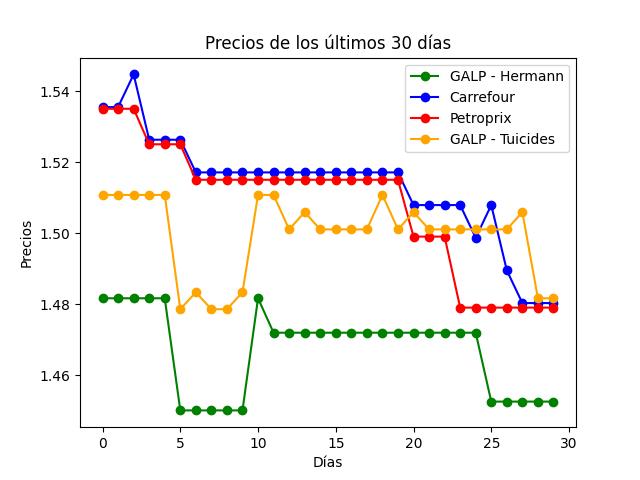 Precios de los últimos 30 días
GALP - Hermann
Carrefour
Petroprix
GALP - Tuicides
1.54
1.52
1.50
1.48
1.46
Precios
0 5 10 15 20 25 30
Días